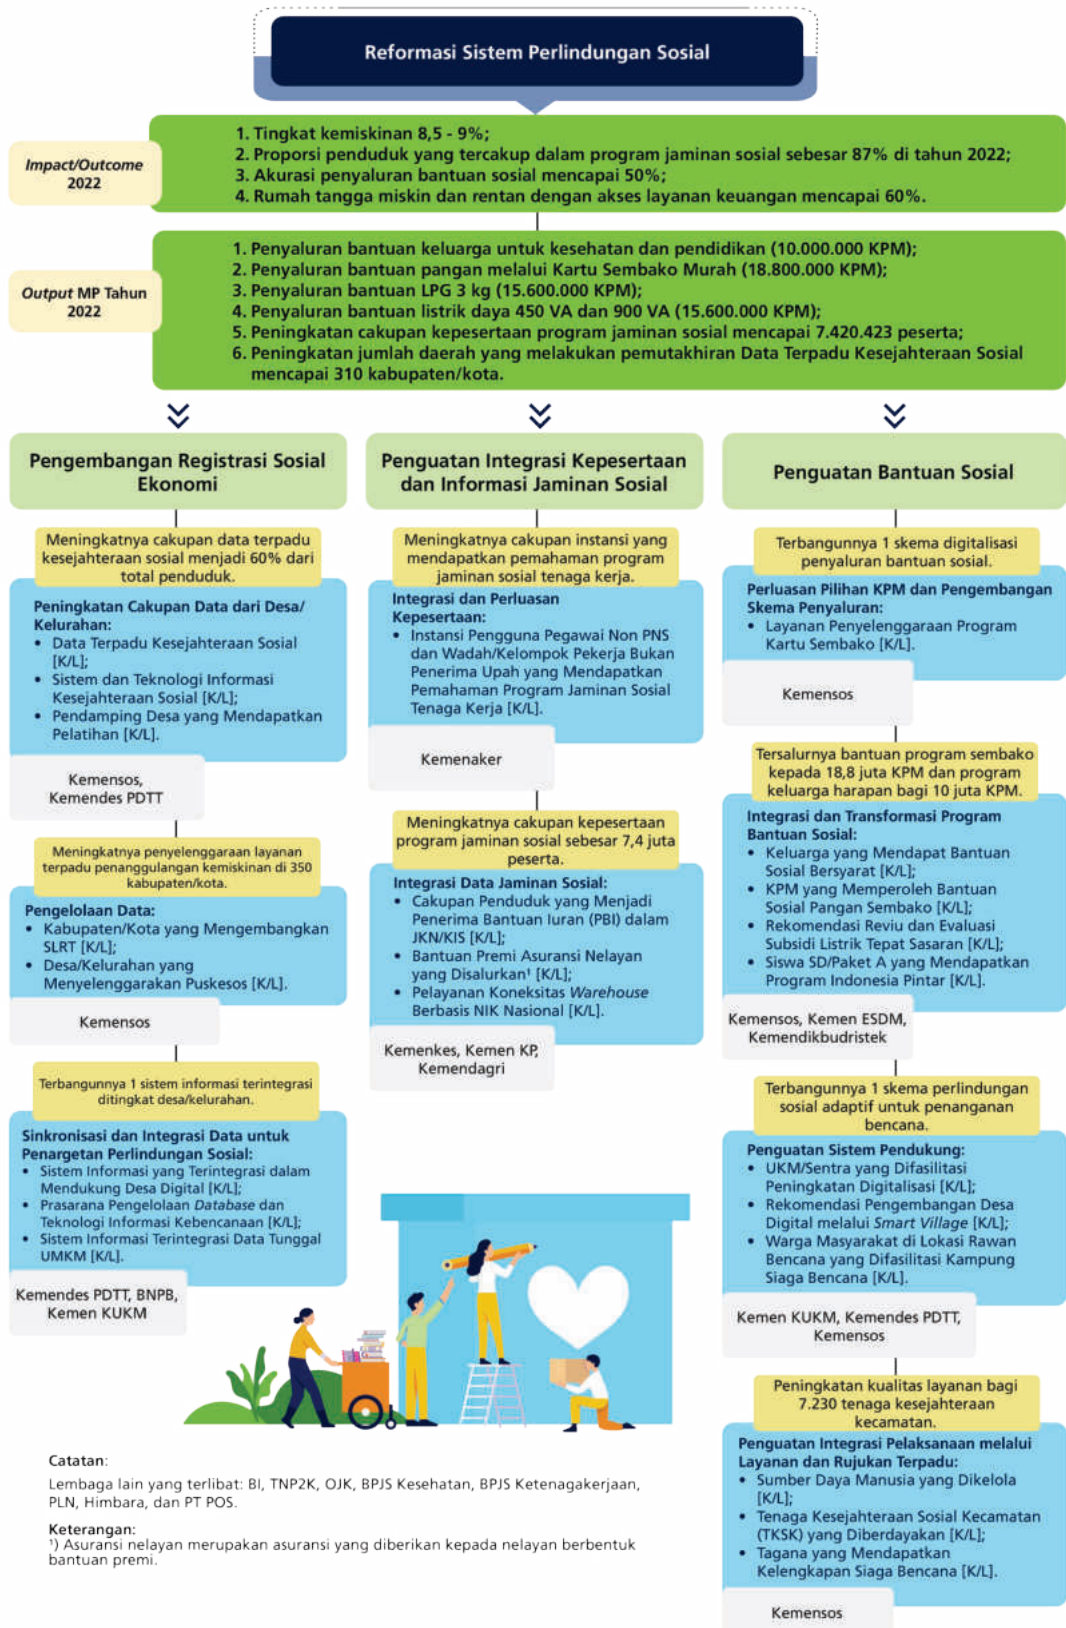 Reformasi Sistem Perlindungan Sosial
Impact/Outcome
2022
1. Tingkat kemiskinan 8,5 - 9%;
2. Proporsi penduduk yang tercakup dalam program jaminan sosial sebesar 87% di tahun 2022;
3. Akurasi penyaluran bantuan sosial mencapai 50%;
4. Rumah tangga miskin dan rentan dengan akses layanan keuangan mencapai 60%.
Output MP Tahun
2022
1. Penyaluran bantuan keluarga untuk kesehatan dan pendidikan (10.000.000 KPM);
2. Penyaluran bantuan pangan melalui Kartu Sembako Murah (18.800.000 KPM);
3. Penyaluran bantuan LPG 3 kg (15.600.000 KPM);
4. Penyaluran bantuan listrik daya 450 VA dan 900 VA (15.600.000 KPM);
5. Peningkatan cakupan kepesertaan program jaminan sosial mencapai 7.420.423 peserta;
6. Peningkatan jumlah daerah yang melakukan pemutakhiran Data Terpadu Kesejahteraan Sosial
mencapai 310 kabupaten/kota.
Pengembangan Registrasi Sosial
Ekonomi
Meningkatnya cakupan data terpadu
kesejahteraan sosial menjadi 60% dari
total penduduk.
Peningkatan Cakupan Data dari Desa/
Kelurahan:
• Data Terpadu Kesejahteraan Sosial
[K/L];
• Sistem dan Teknologi Informasi
Kesejahteraan Sosial [K/L];
• Pendamping Desa yang Mendapatkan
Pelatihan [K/L].
Kemensos,
Kemendes PDTT
Meningkatnya penyelenggaraan layanan
terpadu penanggulangan kemiskinan di 350
kabupaten/kota.
Pengelolaan Data:
• Kabupaten/Kota yang Mengembangkan
SLRT [K/L];
• Desa/Kelurahan yang
Menyelenggarakan Puskesos [K/L].
Kemensos
Terbangunnya 1 sistem informasi terintegrasi
ditingkat desa/kelurahan.
Sinkronisasi dan Integrasi Data untuk
Penargetan Perlindungan Sosial:
• Sistem Informasi yang Terintegrasi dalam
Mendukung Desa Digital [K/L];
• Prasarana Pengelolaan Database dan
Teknologi Informasi Kebencanaan [K/L];
• Sistem Informasi Terintegrasi Data Tunggal
UMKM [K/L].
Kemendes PDTT, BNPB,
Kemen KUKM
Penguatan Integrasi Kepesertaan
dan Informasi Jaminan Sosial
Meningkatnya cakupan instansi yang
mendapatkan pemahaman program
jaminan sosial tenaga kerja.
Integrasi dan Perluasan
Kepesertaan:
• Instansi Pengguna Pegawai Non PNS
dan Wadah/Kelompok Pekerja Bukan
Penerima Upah yang Mendapatkan
Pemahaman Program Jaminan Sosial
Tenaga Kerja [K/L].
Kemenaker
Meningkatnya cakupan kepesertaan
program jaminan sosial sebesar 7,4 juta
peserta.
Integrasi Data Jaminan Sosial:
• Cakupan Penduduk yang Menjadi
Penerima Bantuan Iuran (PBI) dalam
JKN/KIS [K/L];
• Bantuan Premi Asuransi Nelayan
yang Disalurkan¹ [K/L];
• Pelayanan Koneksitas Warehouse
Berbasis NIK Nasional [K/L].
Kemenkes, Kemen KP,
Kemendagri
Penguatan Bantuan Sosial
Terbangunnya 1 skema digitalisasi
penyaluran bantuan sosial.
Perluasan Pilihan KPM dan Pengembangan
Skema Penyaluran:
• Layanan Penyelenggaraan Program
Kartu Sembako [K/L].
Kemensos
Tersalurnya bantuan program sembako
kepada 18,8 juta KPM dan program
keluarga harapan bagi 10 juta KPM.
Integrasi dan Transformasi Program
Bantuan Sosial:
• Keluarga yang Mendapat Bantuan
Sosial Bersyarat [K/L];
• KPM yang Memperoleh Bantuan
Sosial Pangan Sembako [K/L];
• Rekomendasi Reviu dan Evaluasi
Subsidi Listrik Tepat Sasaran [K/L];
• Siswa SD/Paket A yang Mendapatkan
Program Indonesia Pintar [K/L].
Kemensos, Kemen ESDM,
Kemendikbudristek
Terbangunnya 1 skema perlindungan
sosial adaptif untuk penanganan
bencana.
Penguatan Sistem Pendukung:
• UKM/Sentra yang Difasilitasi
Peningkatan Digitalisasi [K/L];
• Rekomendasi Pengembangan Desa
Digital melalui Smart Village [K/L];
• Warga Masyarakat di Lokasi Rawan
Bencana yang Difasilitasi Kampung
Siaga Bencana [K/L].
Kemen KUKM, Kemendes PDTT,
Kemensos
Peningkatan kualitas layanan bagi
7.230 tenaga kesejahteraan
kecamatan.
Penguatan Integrasi Pelaksanaan melalui
Layanan dan Rujukan Terpadu:
• Sumber Daya Manusia yang Dikelola
[K/L];
• Tenaga Kesejahteraan Sosial Kecamatan
(TKSK) yang Diberdayakan [K/L];
• Tagana yang Mendapatkan
Kelengkapan Siaga Bencana [K/L].
Kemensos
Catatan:
Lembaga lain yang terlibat: BI, TNP2K, OJK, BPJS Kesehatan, BPJS Ketenagakerjaan,
PLN, Himbara, dan PT POS.
Keterangan:
¹) Asuransi nelayan merupakan asuransi yang diberikan kepada nelayan berbentuk
bantuan premi.